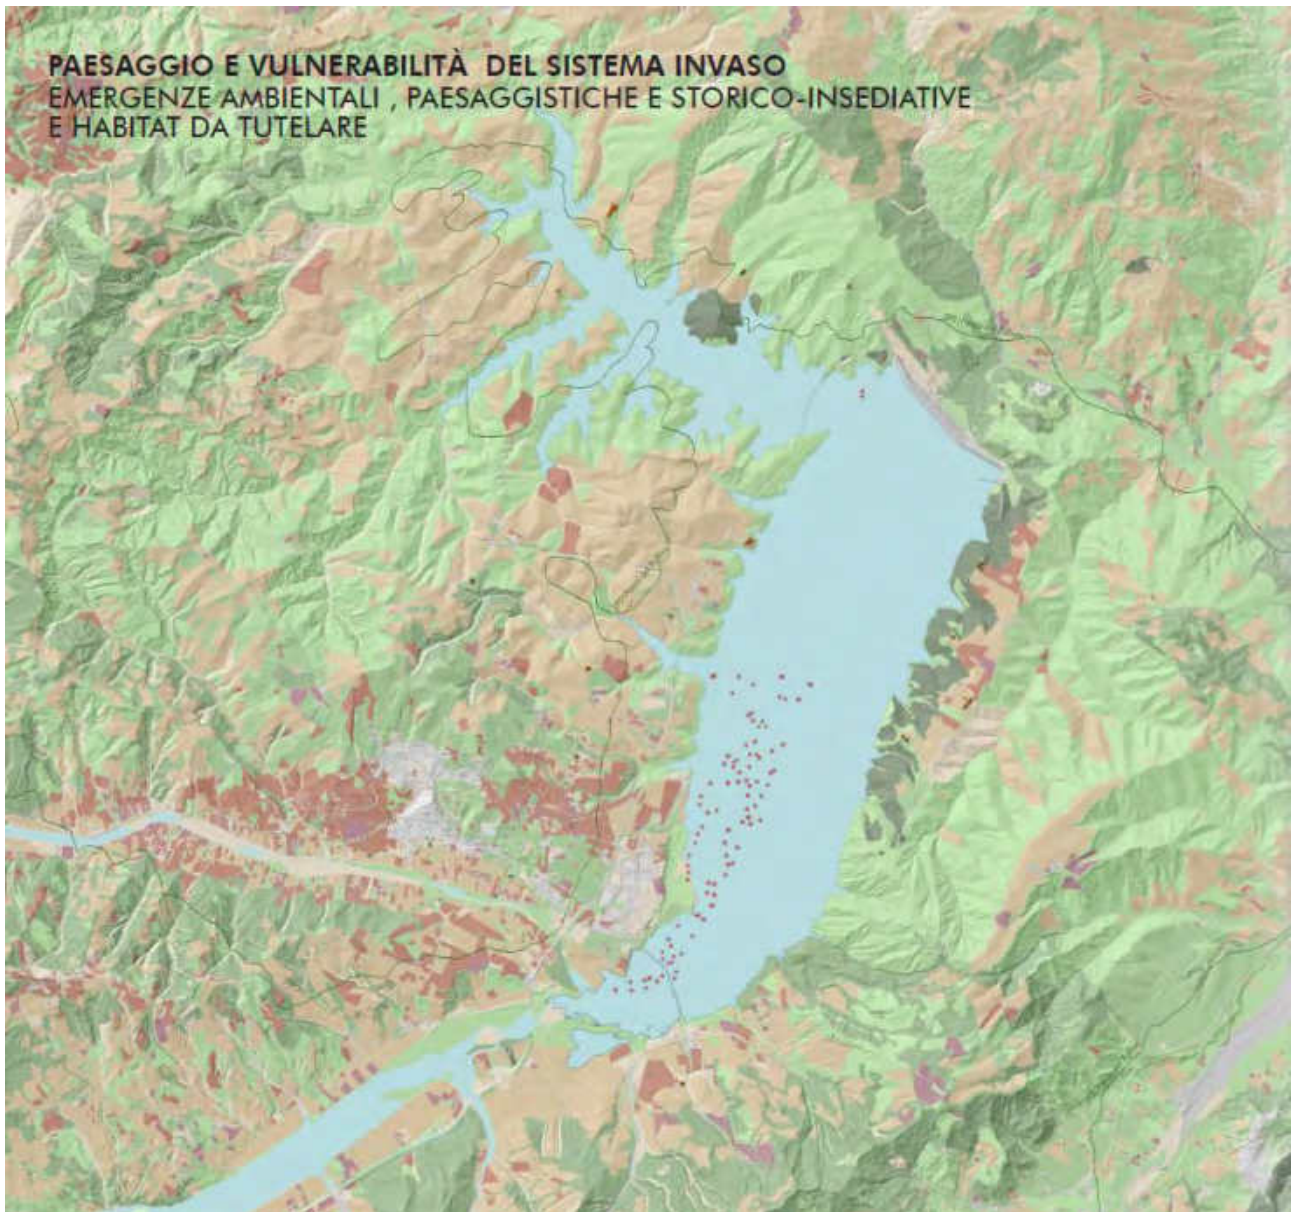 PAESAGGIO E VULNERABILITÀ DEL SISTEMA INVASO
EMERGENZE AMBIENTALI , PAESAGGISTICHE E STORICO-INSEDIATIVE
E HABITAT DA TUTELARE